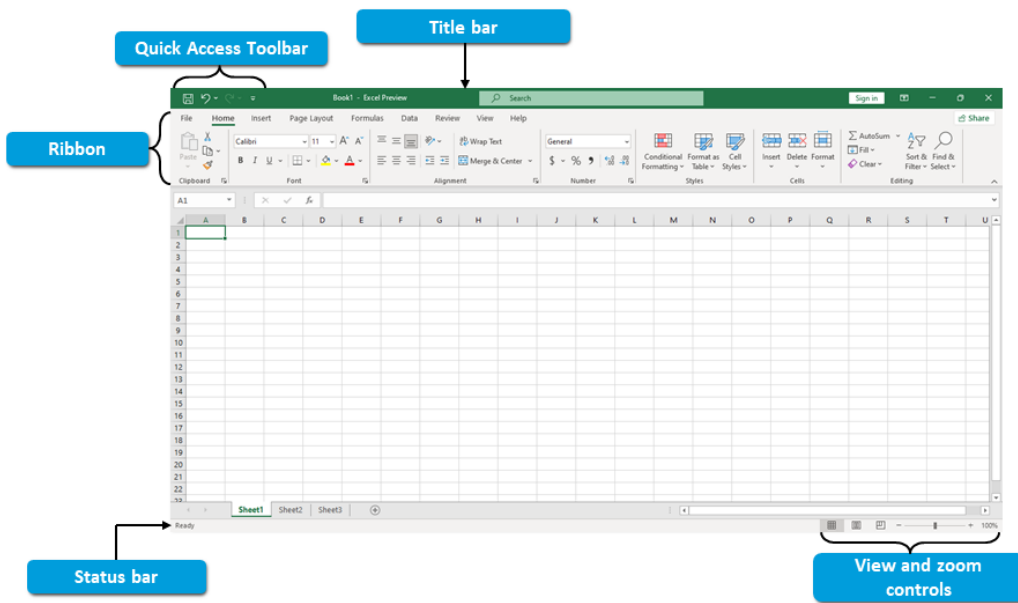 Title bar
Quick Access Toolbar
Book1 - Excel Preview
Search
Sign in
File Home Insert Page Layout Formulas Data Review View Help
Share
Ribbon
Paste
Calibri 11
Wrap Text
General
AutoSum
Fill
Clear
B I U
A
Merge & Center
$ % 9
Conditional Formatting
Format as Table
Cell Styles
Insert Delete Format
Sort & Filter
Find & Select
Clipboard Font Alignment Number Styles Cells Editing
A1
fx
A B C D E F G H I J K L M N O P Q R S T U
1
2
3
4
5
6
7
8
9
10
11
12
13
14
15
16
17
18
19
20
21
22
23
Sheet1 Sheet2 Sheet3
Ready
100%
Status bar
View and zoom
controls